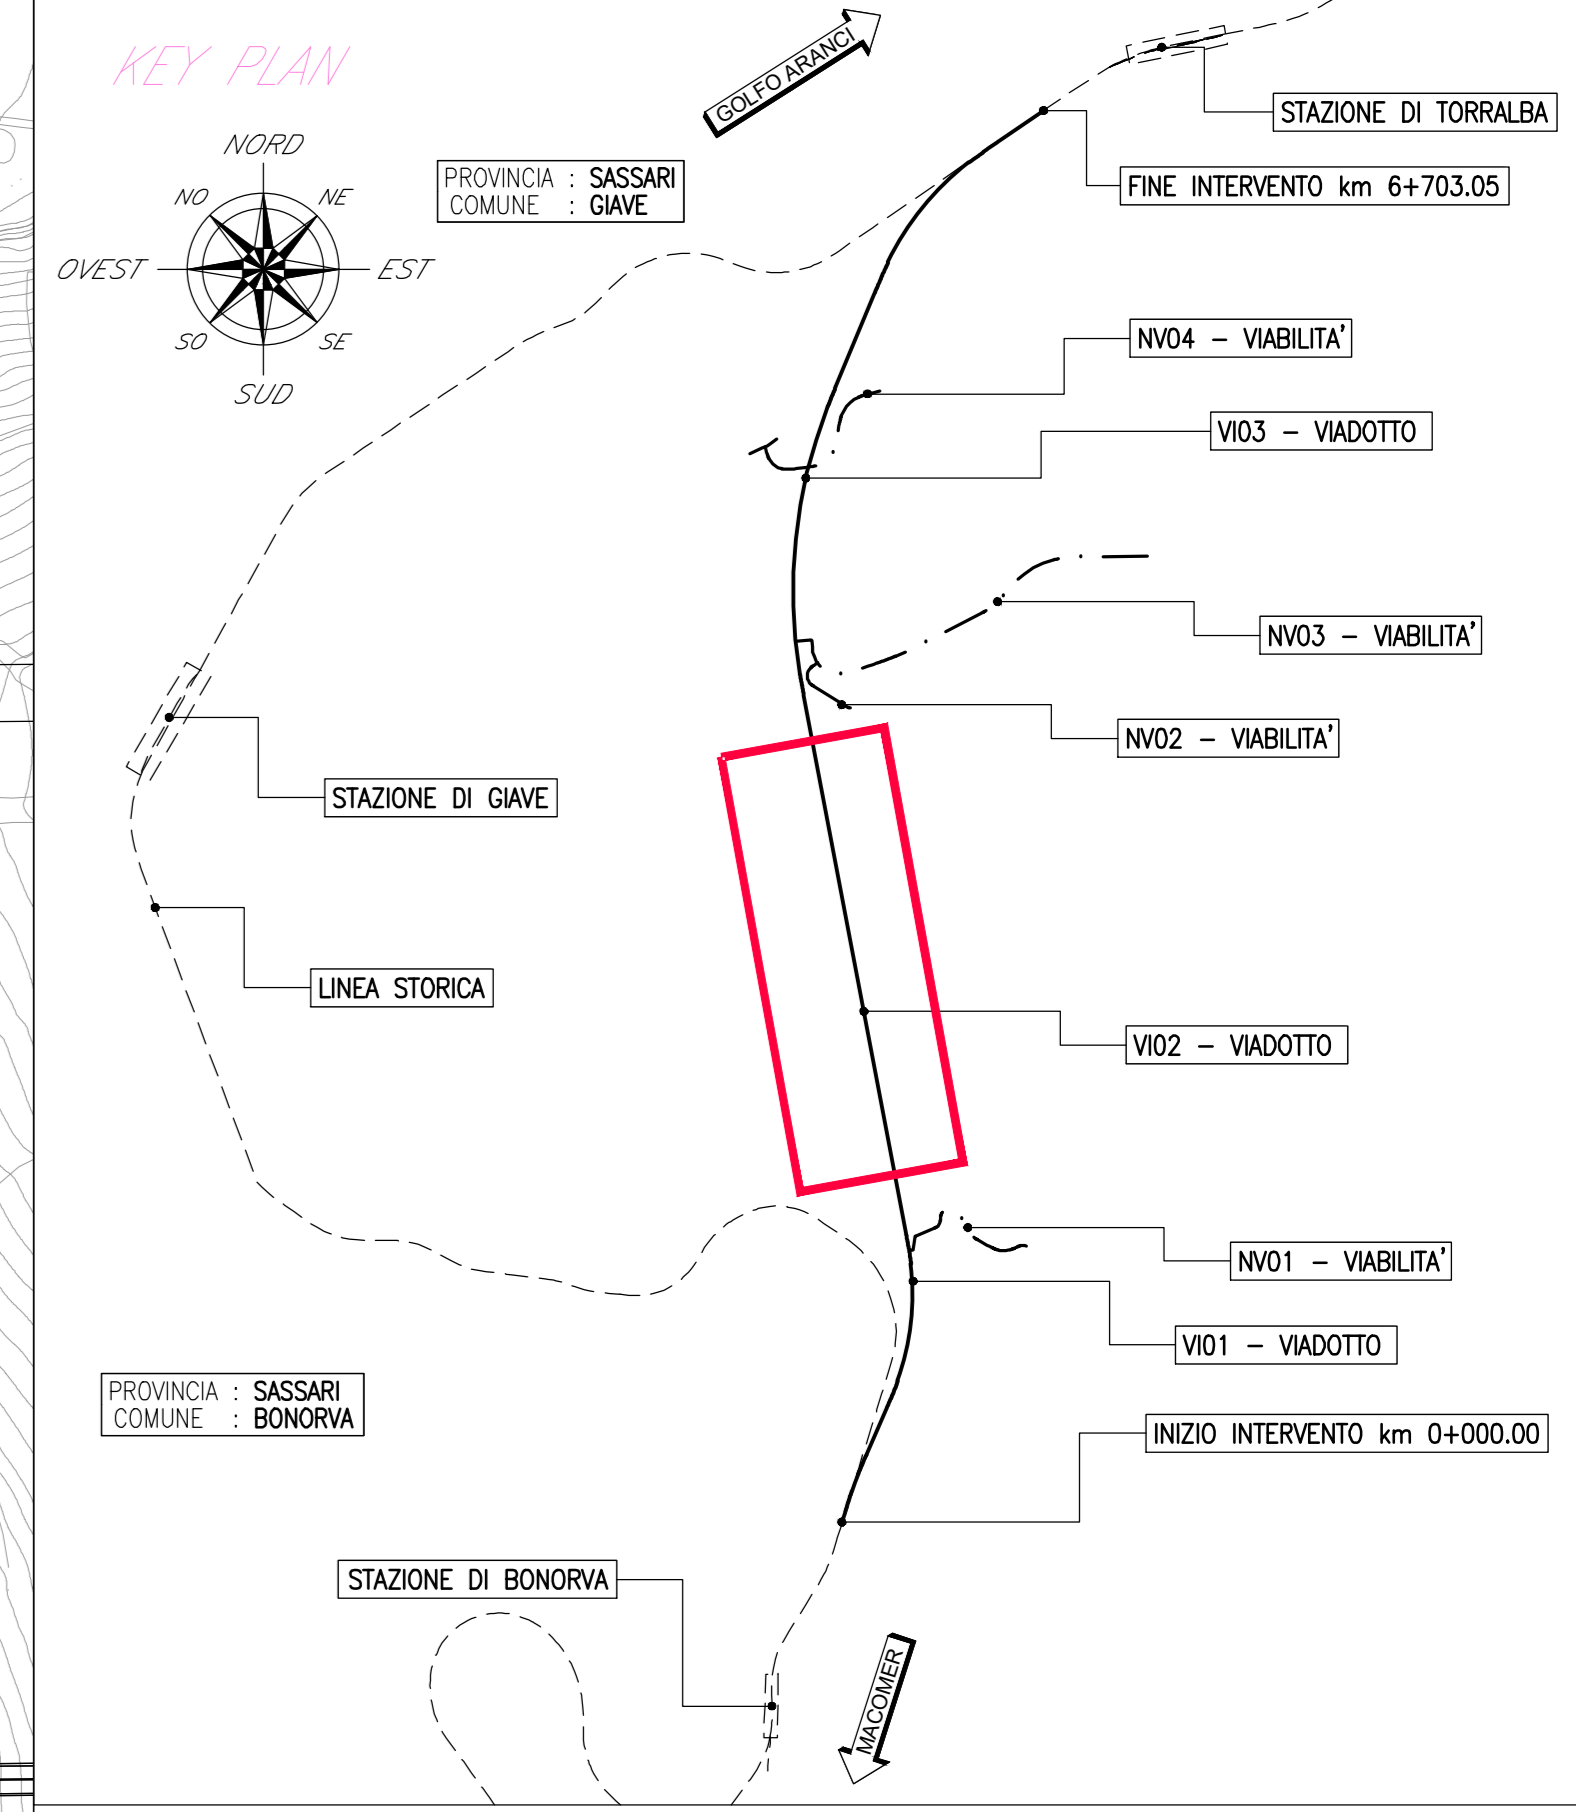 KEY PLAN
GOLFO ARANCI
STAZIONE DI TORRALBA
NORD
NO
NE
PROVINCIA : SASSARI
COMUNE : GIAVE
FINE INTERVENTO km 6+703.05
OVEST
EST
SO
SE
SUD
NV04 – VIABILITA'
VI03 – VIADOTTO
NV03 – VIABILITA'
NV02 – VIABILITA'
STAZIONE DI GIAVE
LINEA STORICA
VI02 – VIADOTTO
NV01 – VIABILITA'
VI01 – VIADOTTO
PROVINCIA : SASSARI
COMUNE : BONORVA
INIZIO INTERVENTO km 0+000.00
STAZIONE DI BONORVA
MACOMER